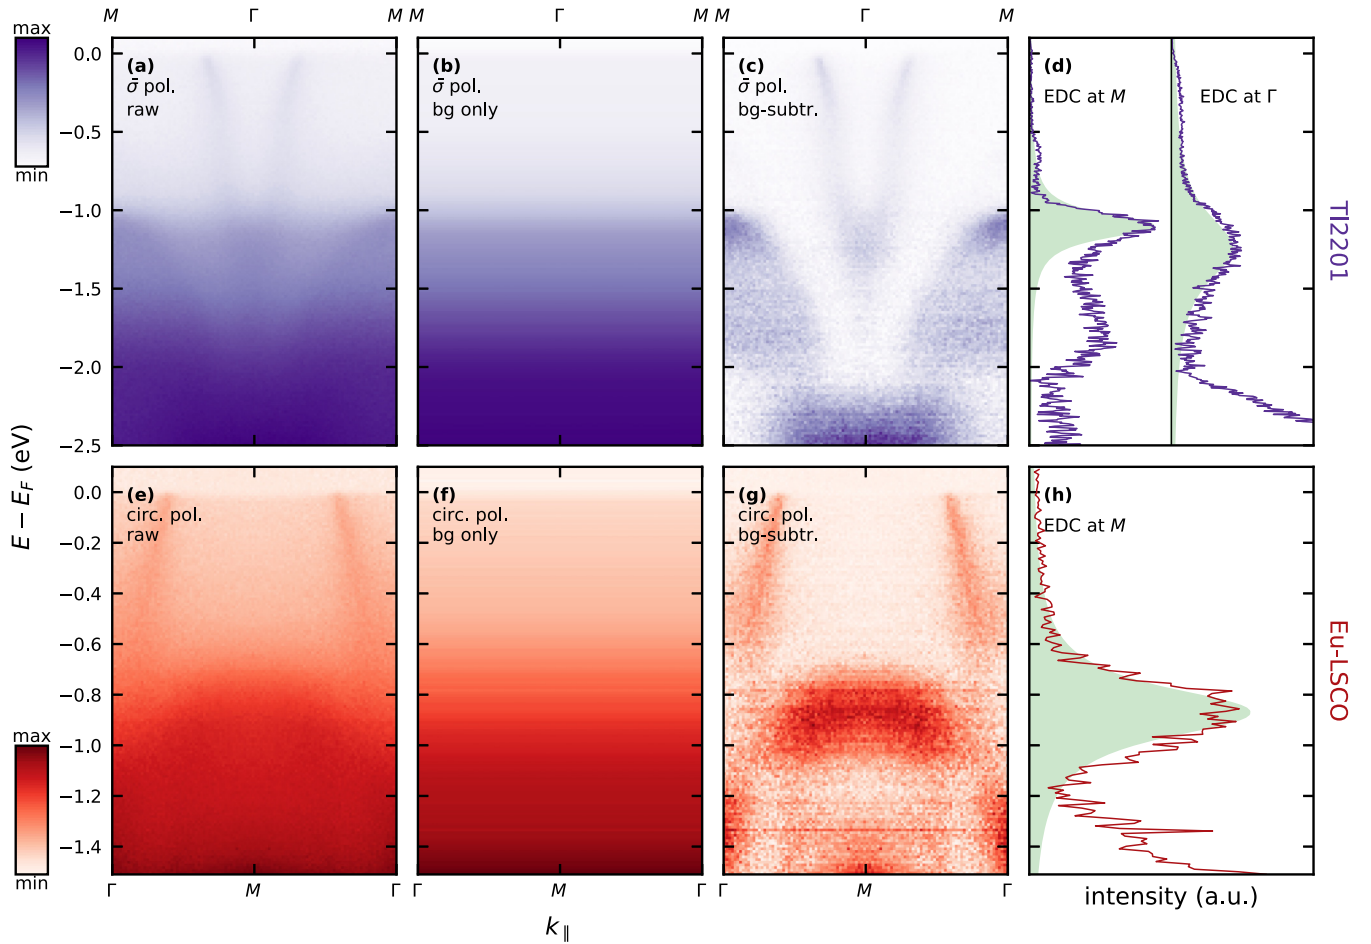 M Γ M M Γ M M Γ M
max
min
0.0
−0.5
−1.0
−1.5
−2.0
−2.5
(a)
σ̄ pol.
raw
(b)
σ̄ pol.
bg only
(c)
σ̄ pol.
bg-subtr.
(d)
EDC at M
EDC at Γ
Tl2201
E − E_F (eV)
0.0
−0.2
−0.4
−0.6
−0.8
−1.0
−1.2
−1.4
max
min
(e)
circ. pol.
raw
(f)
circ. pol.
bg only
(g)
circ. pol.
bg-subtr.
(h)
EDC at M
Eu-LSCO
Γ M Γ Γ M Γ Γ M Γ
k_∥
intensity (a.u.)